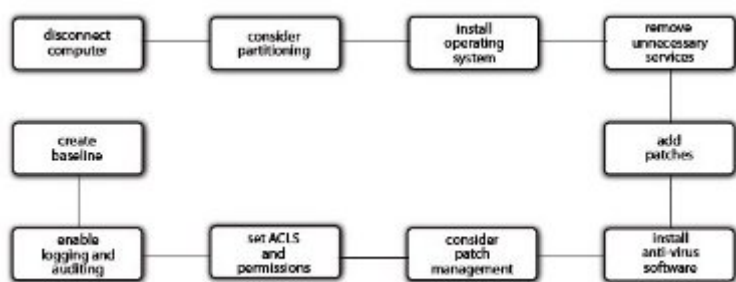 disconnect
computer
consider
partitioning
install
operating
system
remove
unnecessary
services
add
patches
install
anti-virus
software
consider
patch
management
set ACLS
and
permissions
enable
logging and
auditing
create
baseline